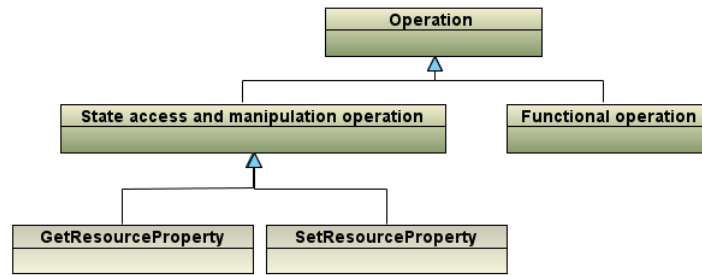 Operation
State access and manipulation operation
Functional operation
GetResourceProperty
SetResourceProperty